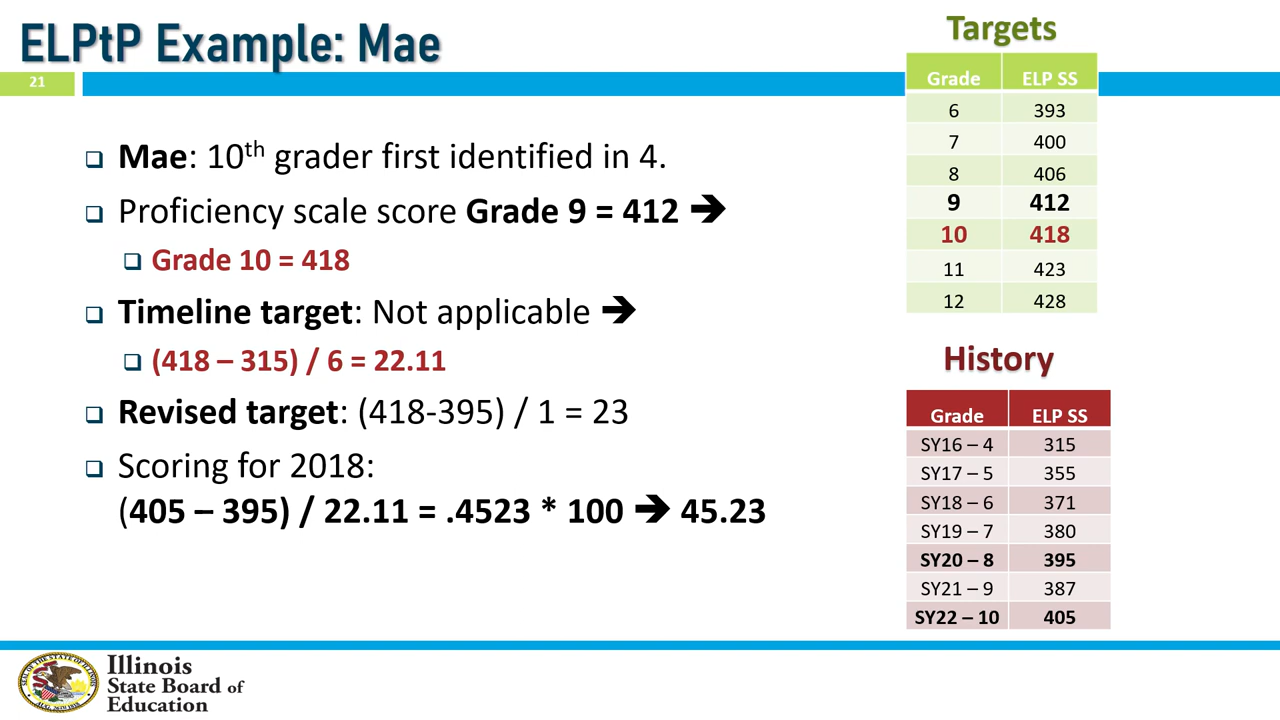 ELPtP Example: Mae
21
❑ Mae: 10th grader first identified in 4.
❑ Proficiency scale score Grade 9 = 412 ➔
❑ Grade 10 = 418
❑ Timeline target: Not applicable ➔
❑ (418 – 315) / 6 = 22.11
❑ Revised target: (418-395) / 1 = 23
❑ Scoring for 2018:
(405 – 395) / 22.11 = .4523 * 100 ➔ 45.23
Targets
Grade ELP SS
6 393
7 400
8 406
9 412
10 418
11 423
12 428
History
Grade ELP SS
SY16 – 4 315
SY17 – 5 355
SY18 – 6 371
SY19 – 7 380
SY20 – 8 395
SY21 – 9 387
SY22 – 10 405
Illinois
State Board of
Education